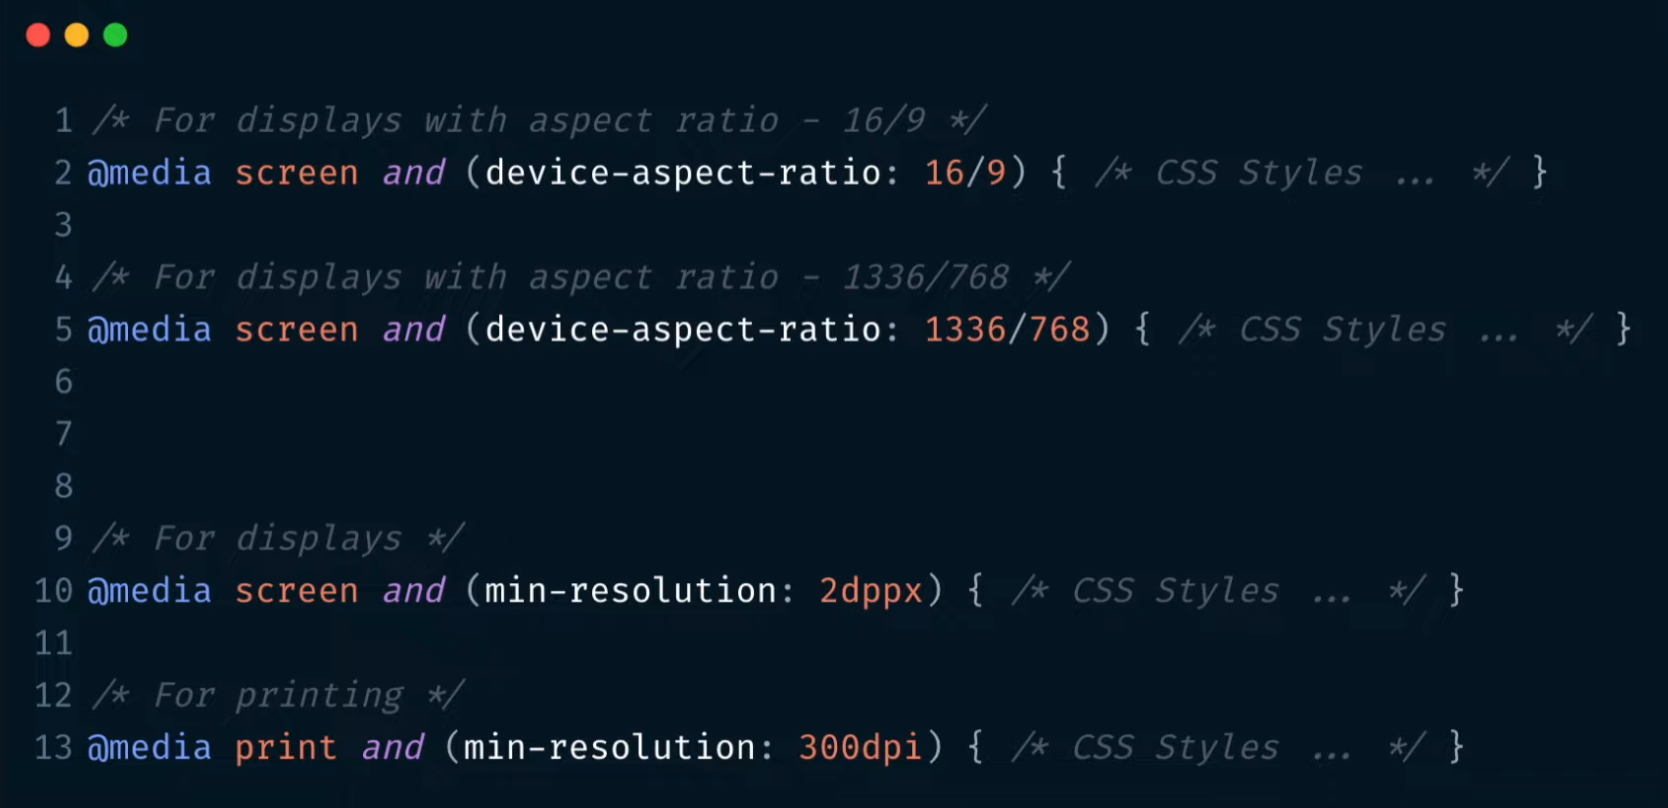 1 /* For displays with aspect ratio - 16/9 */
2 @media screen and (device-aspect-ratio: 16/9) { /* CSS Styles ... */ }
3
4 /* For displays with aspect ratio - 1336/768 */
5 @media screen and (device-aspect-ratio: 1336/768) { /* CSS Styles ... */ }
6
7
8
9 /* For displays */
10 @media screen and (min-resolution: 2dppx) { /* CSS Styles ... */ }
11
12 /* For printing */
13 @media print and (min-resolution: 300dpi) { /* CSS Styles ... */ }